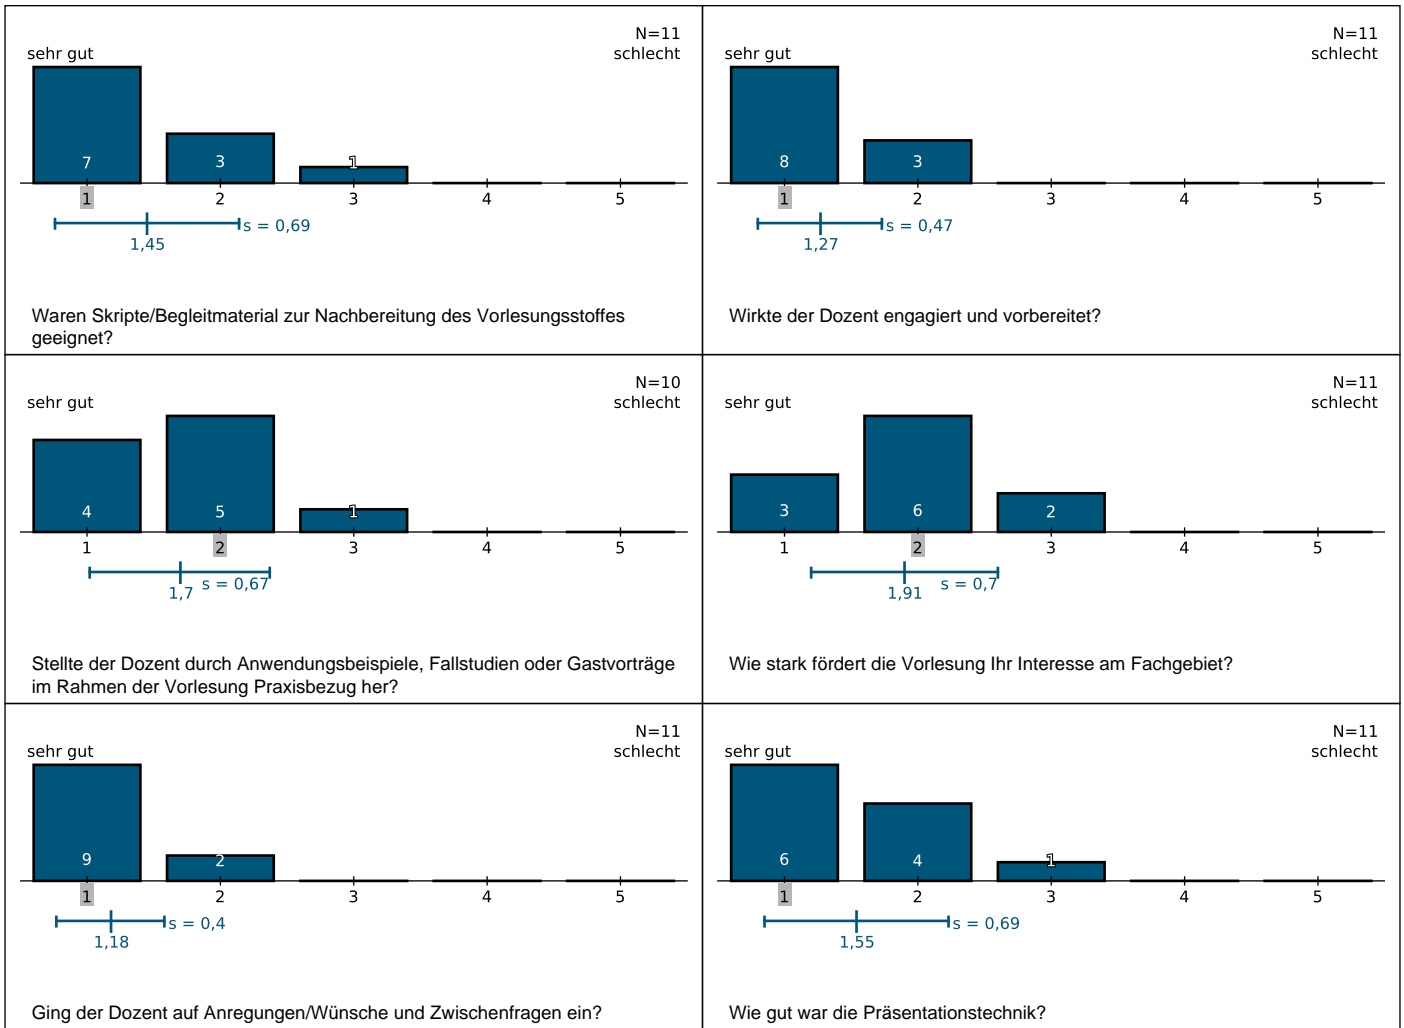 N=11
sehr gut
schlecht
7
3
1
1
2
3
4
5
s = 0,69
1,45
Waren Skripte/Begleitmaterial zur Nachbereitung des Vorlesungsstoffes
geeignet?
N=11
sehr gut
schlecht
8
3
1
2
3
4
5
s = 0,47
1,27
Wirkte der Dozent engagiert und vorbereitet?
N=10
sehr gut
schlecht
4
5
1
1
2
3
4
5
s = 0,67
1,7
Stellte der Dozent durch Anwendungsbeispiele, Fallstudien oder Gastvorträge
im Rahmen der Vorlesung Praxisbezug her?
N=11
sehr gut
schlecht
3
6
2
1
2
3
4
5
s = 0,7
1,91
Wie stark fördert die Vorlesung Ihr Interesse am Fachgebiet?
N=11
sehr gut
schlecht
9
2
1
2
3
4
5
s = 0,4
1,18
Ging der Dozent auf Anregungen/Wünsche und Zwischenfragen ein?
N=11
sehr gut
schlecht
6
4
1
1
2
3
4
5
s = 0,69
1,55
Wie gut war die Präsentationstechnik?